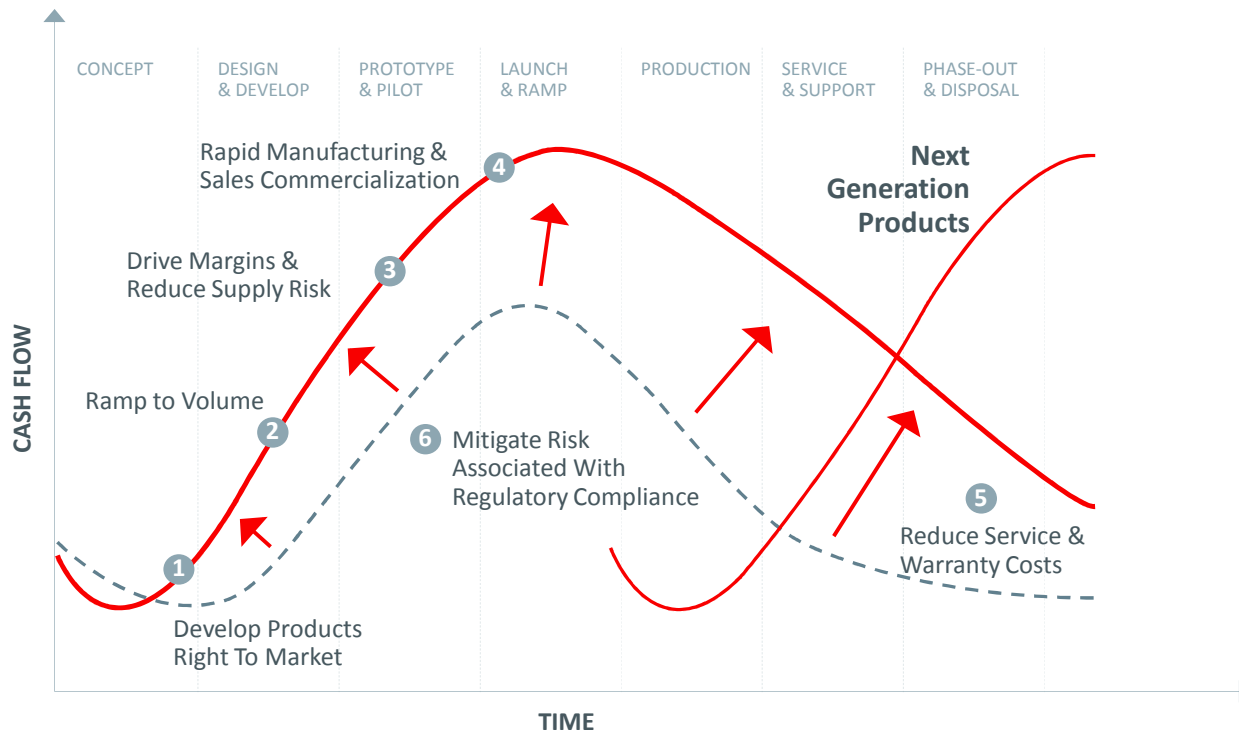 CONCEPT
DESIGN
& DEVELOP
PROTOTYPE
& PILOT
LAUNCH
& RAMP
PRODUCTION
SERVICE
& SUPPORT
PHASE-OUT
& DISPOSAL
Rapid Manufacturing &
Sales Commercialization
4
Next
Generation
Products
Drive Margins &
Reduce Supply Risk
3
CASH FLOW
Ramp to Volume
2
6
Mitigate Risk
Associated With
Regulatory Compliance
5
Reduce Service &
Warranty Costs
1
Develop Products
Right To Market
TIME